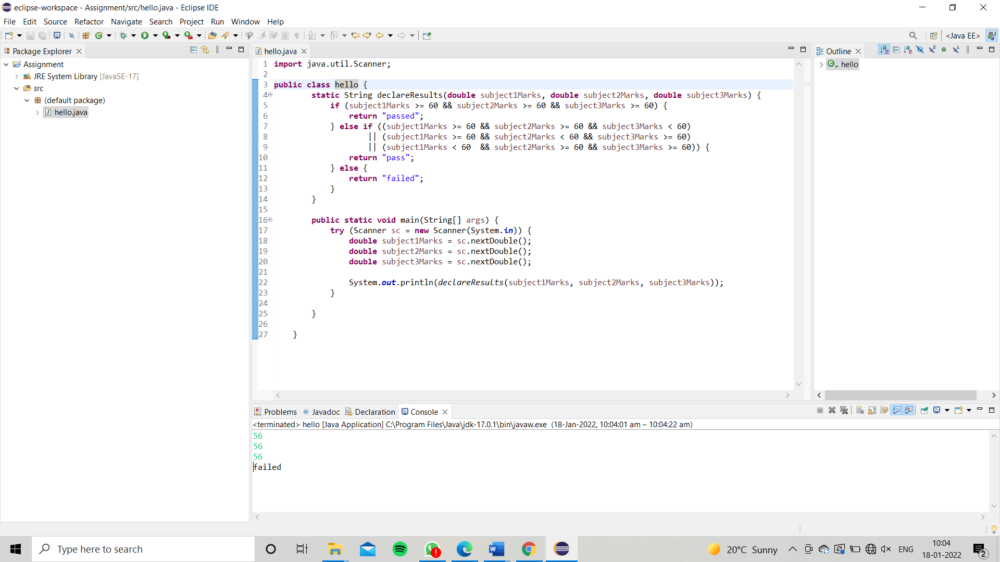 eclipse-workspace - Assignment/src/hello.java - Eclipse IDE
File Edit Source Refactor Navigate Search Project Run Window Help
<Java EE>
Package Explorer
Assignment
JRE System Library [JavaSE-17]
src
(default package)
hello.java
hello.java
1 import java.util.Scanner;
2
3 public class hello {
4 static String declareResults(double subject1Marks, double subject2Marks, double subject3Marks) {
5 if (subject1Marks >= 60 && subject2Marks >= 60 && subject3Marks >= 60) {
6 return "passed";
7 } else if ((subject1Marks >= 60 && subject2Marks >= 60 && subject3Marks < 60)
8 || (subject1Marks >= 60 && subject2Marks < 60 && subject3Marks >= 60)
9 || (subject1Marks < 60  && subject2Marks >= 60 && subject3Marks >= 60)) {
10 return "pass";
11 } else {
12 return "failed";
13 }
14 }
15
16 public static void main(String[] args) {
17 try (Scanner sc = new Scanner(System.in)) {
18 double subject1Marks = sc.nextDouble();
19 double subject2Marks = sc.nextDouble();
20 double subject3Marks = sc.nextDouble();
21
22 System.out.println(declareResults(subject1Marks, subject2Marks, subject3Marks));
23 }
24
25 }
26
27 }
Outline
hello
Problems @ Javadoc Declaration Console
<terminated> hello [Java Application] C:\Program Files\Java\jdk-17.0.1\bin\javaw.exe (18-Jan-2022, 10:04:01 am – 10:04:22 am)
56
56
56
failed
Type here to search
20°C Sunny
ENG
10:04
18-01-2022
2